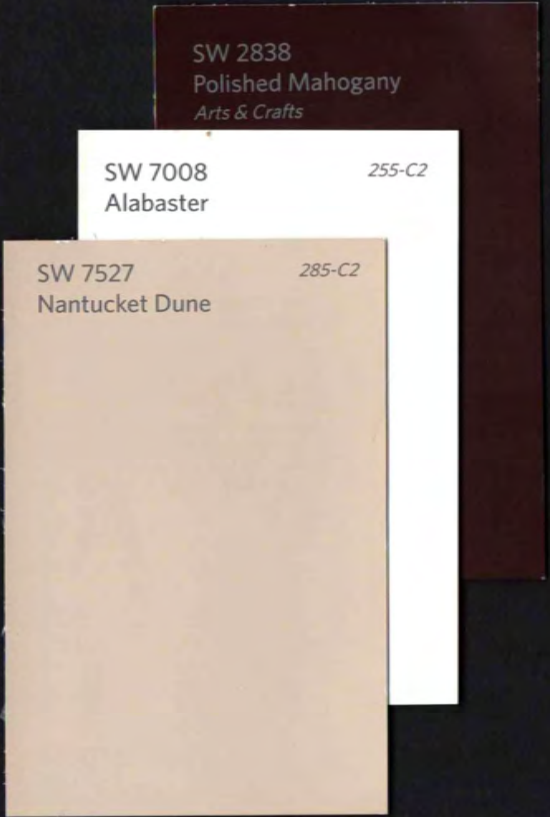 SW 2838
Polished Mahogany
Arts & Crafts
SW 7008
255-C2
Alabaster
SW 7527
285-C2
Nantucket Dune